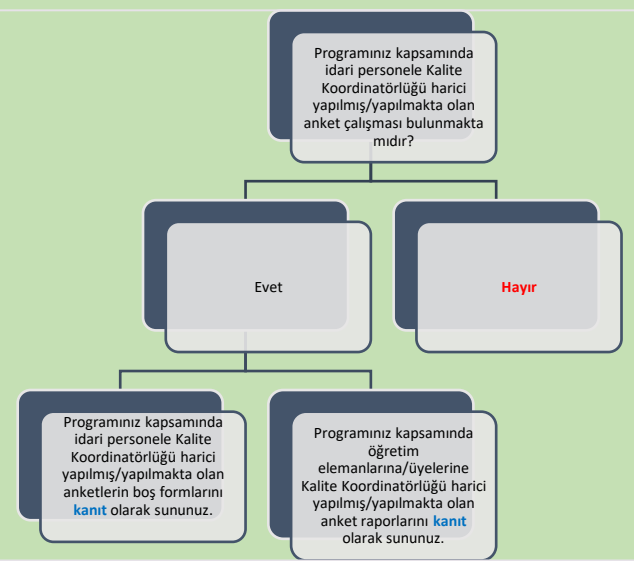 Programınız kapsamında
idari personele Kalite
Koordinatörlüğü harici
yapılmış/yapılmakta olan
anket çalışması bulunmakta
mıdır?
Evet
Hayır
Programınız kapsamında
idari personele Kalite
Koordinatörlüğü harici
yapılmış/yapılmakta olan
anketlerin boş formlarını
kanıt olarak sununuz.
Programınız kapsamında
öğretim
elemanlarına/üyelerine
Kalite Koordinatörlüğü harici
yapılmış/yapılmakta olan
anket raporlarını kanıt
olarak sununuz.